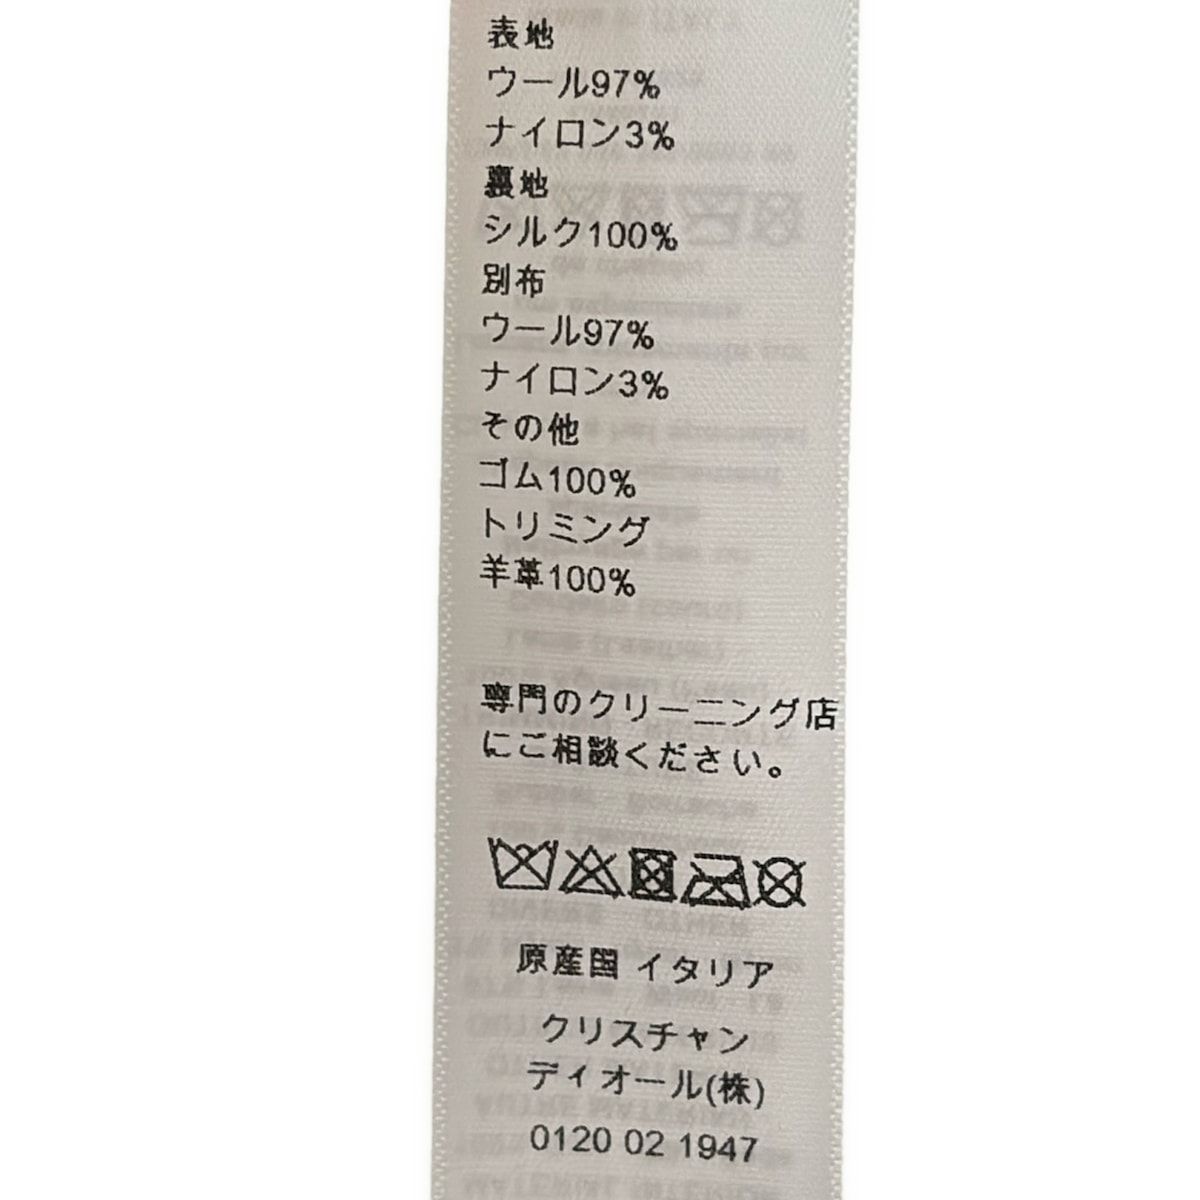 表地
ウール97%
ナイロン3%
裏地
シルク100%
別布
ウール97%
ナイロン3%
その他
ゴム100%
トリミング
羊革100%
専門のクリーニング店
にご相談ください。
原産国 イタリア
クリスチャン
ディオール(株)
0120 02 1947